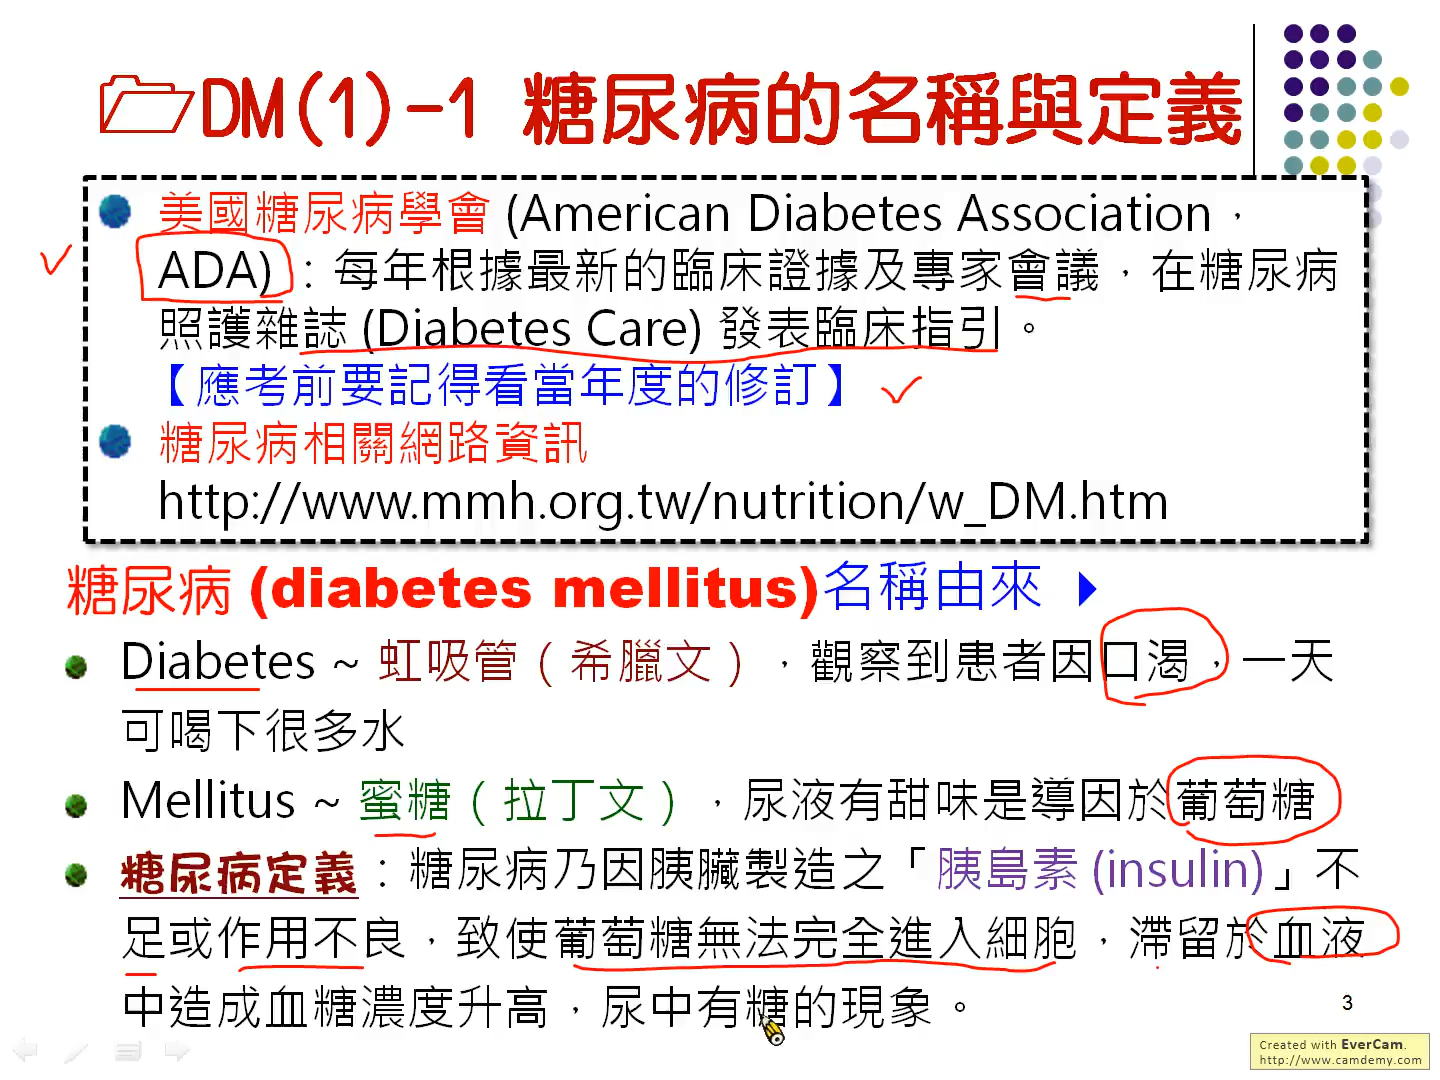 DM(1)-1 糖尿病的名稱與定義
美國糖尿病學會 (American Diabetes Association，
ADA)：每年根據最新的臨床證據及專家會議，在糖尿病
照護雜誌 (Diabetes Care) 發表臨床指引。
【應考前要記得看當年度的修訂】
糖尿病相關網路資訊
http://www.mmh.org.tw/nutrition/w_DM.htm
糖尿病 (diabetes mellitus)名稱由來
Diabetes ~ 虹吸管（希臘文），觀察到患者因口渴，一天
可喝下很多水
Mellitus ~ 蜜糖（拉丁文），尿液有甜味是導因於葡萄糖
糖尿病定義：糖尿病乃因胰臟製造之「胰島素 (insulin)」不
足或作用不良，致使葡萄糖無法完全進入細胞，滯留於血液
中造成血糖濃度升高，尿中有糖的現象。
3
Created with EverCam.
http://www.camdemy.com